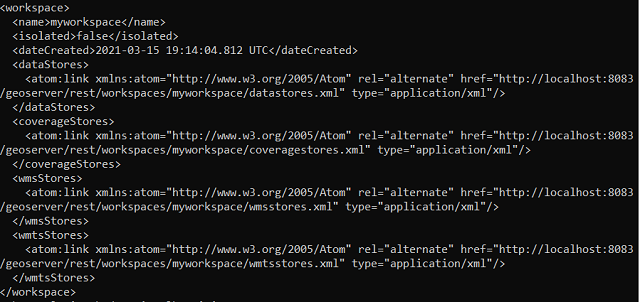 <workspace>
  <name>myworkspace</name>
  <isolated>false</isolated>
  <dateCreated>2021-03-15 19:14:04.812 UTC</dateCreated>
  <dataStores>
    <atom:link xmlns:atom="http://www.w3.org/2005/Atom" rel="alternate" href="http://localhost:8083
/geoserver/rest/workspaces/myworkspace/datastores.xml" type="application/xml"/>
  </dataStores>
  <coverageStores>
    <atom:link xmlns:atom="http://www.w3.org/2005/Atom" rel="alternate" href="http://localhost:8083
/geoserver/rest/workspaces/myworkspace/coveragestores.xml" type="application/xml"/>
  </coverageStores>
  <wmsStores>
    <atom:link xmlns:atom="http://www.w3.org/2005/Atom" rel="alternate" href="http://localhost:8083
/geoserver/rest/workspaces/myworkspace/wmsstores.xml" type="application/xml"/>
  </wmsStores>
  <wmtsStores>
    <atom:link xmlns:atom="http://www.w3.org/2005/Atom" rel="alternate" href="http://localhost:8083
/geoserver/rest/workspaces/myworkspace/wmtsstores.xml" type="application/xml"/>
  </wmtsStores>
</workspace>